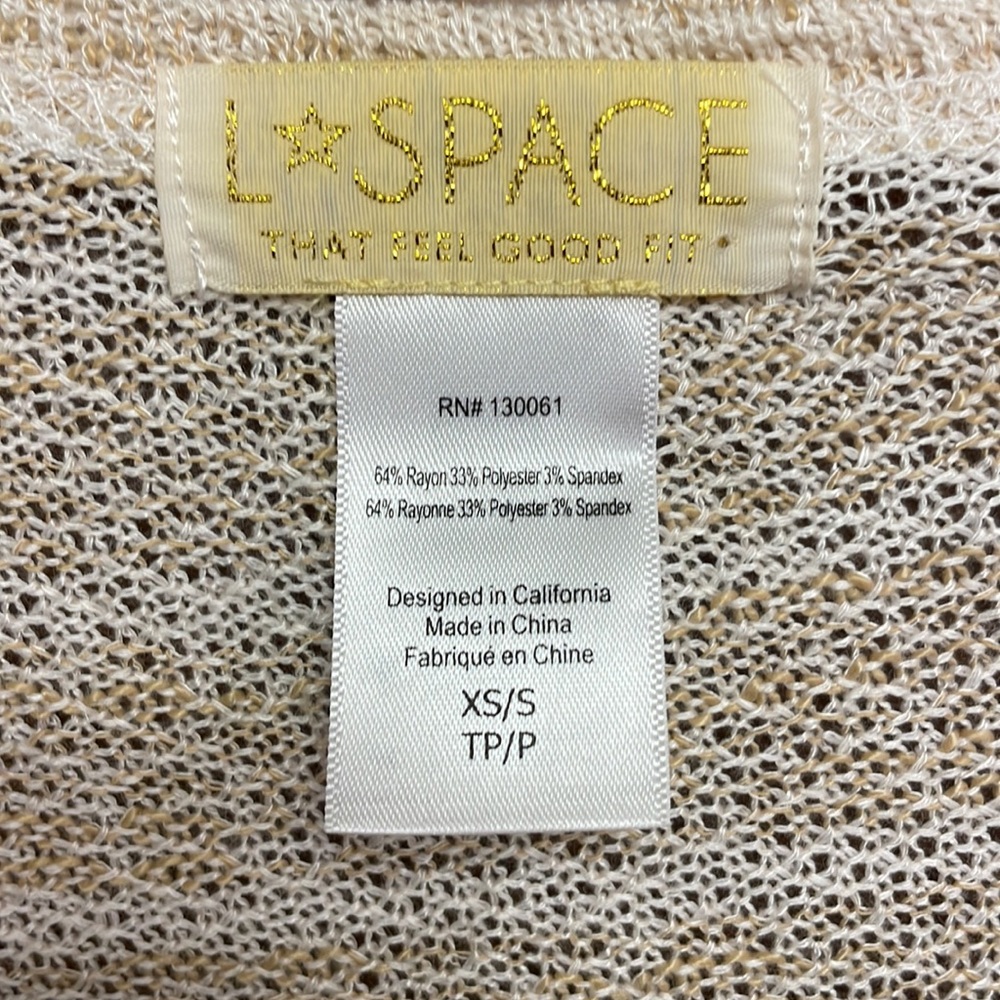 L☆SPACE
THAT FEEL GOOD FIT
RN# 130061
64% Rayon 33% Polyester 3% Spandex
64% Rayonne 33% Polyester 3% Spandex
Designed in California
Made in China
Fabriqué en Chine
XS/S
TP/P